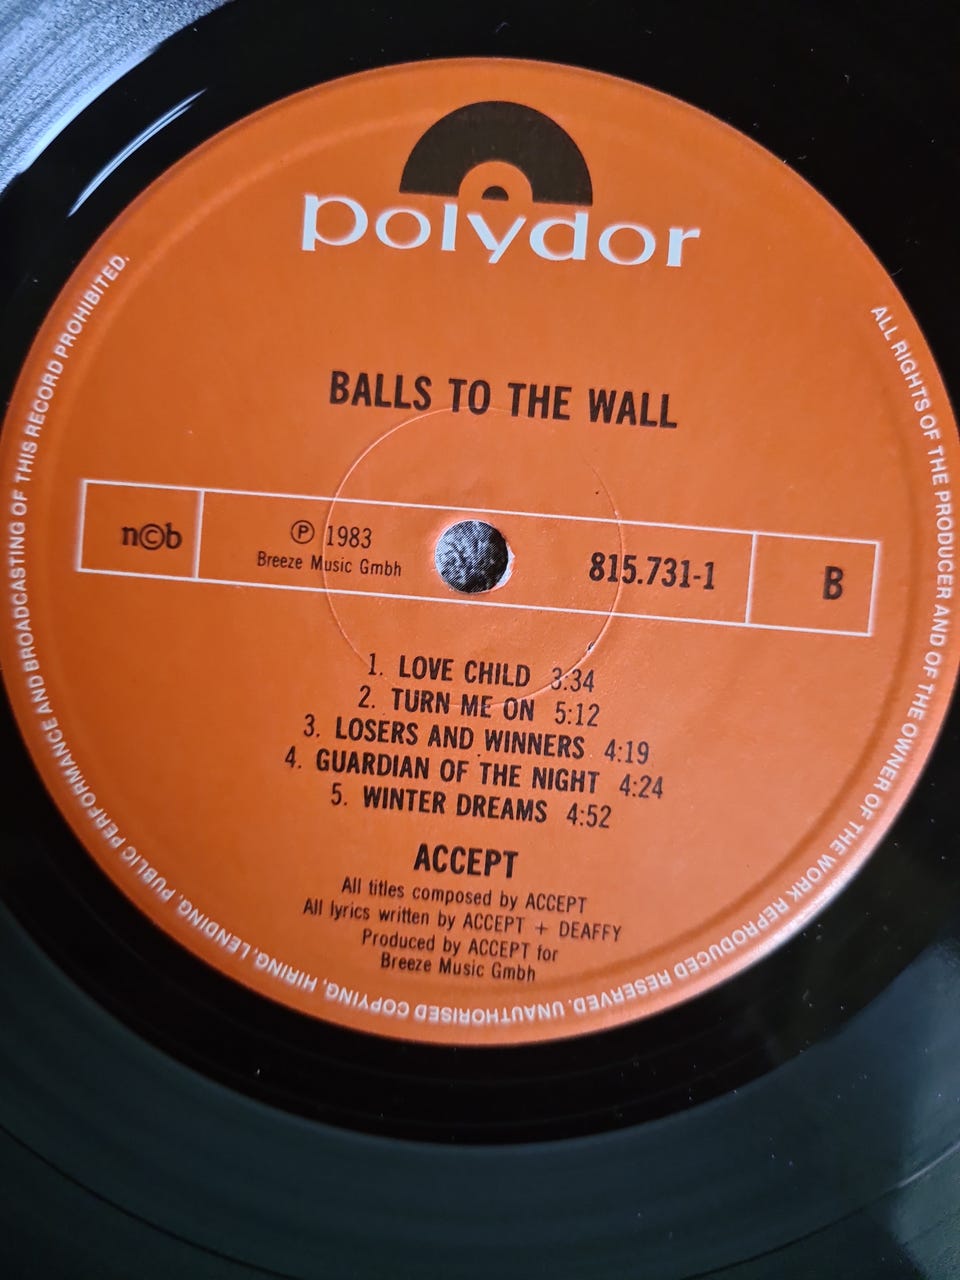 polydor
BALLS TO THE WALL
n©b
℗ 1983
Breeze Music Gmbh
815.731-1
B
1. LOVE CHILD 3:34
2. TURN ME ON 5:12
3. LOSERS AND WINNERS 4:19
4. GUARDIAN OF THE NIGHT 4:24
5. WINTER DREAMS 4:52
ACCEPT
All titles composed by ACCEPT
All lyrics written by ACCEPT + DEAFFY
Produced by ACCEPT for
Breeze Music Gmbh
ALL RIGHTS OF THE PRODUCER AND OF THE OWNER OF THE WORK REPRODUCED RESERVED. UNAUTHORISED COPYING, HIRING, LENDING, PUBLIC PERFORMANCE AND BROADCASTING OF THIS RECORD PROHIBITED.